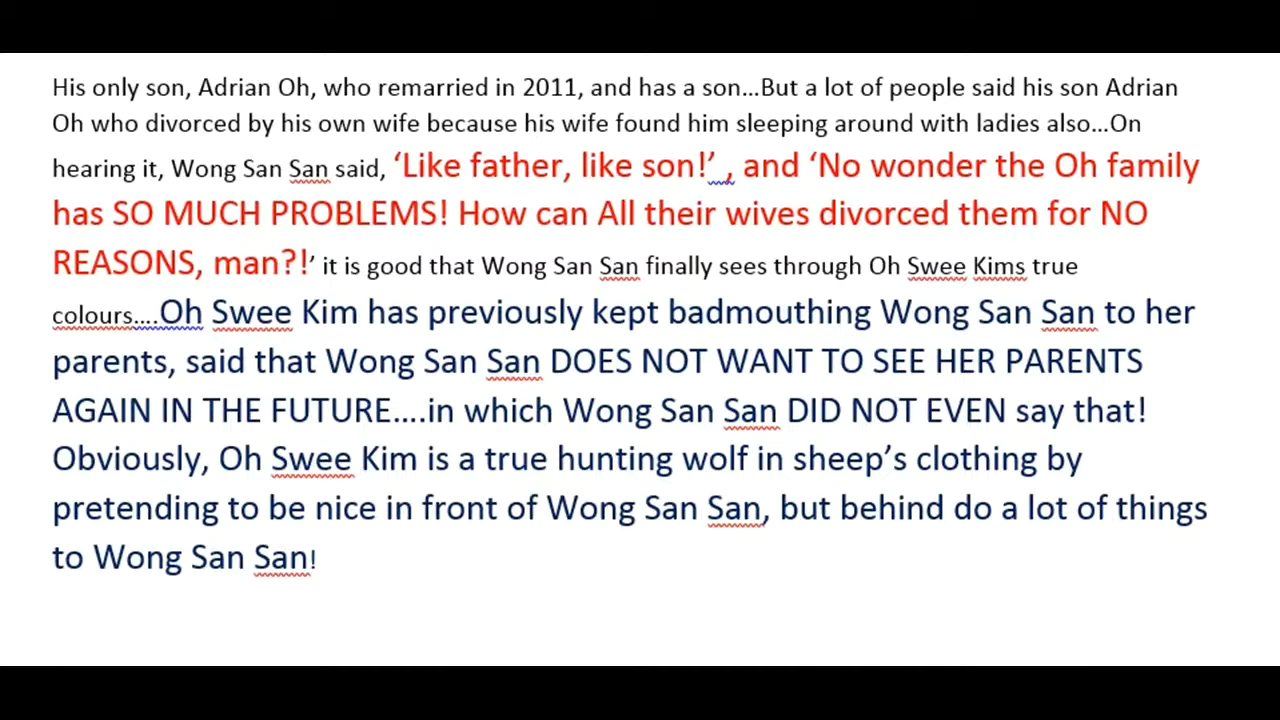 His only son, Adrian Oh, who remarried in 2011, and has a son...But a lot of people said his son Adrian
Oh who divorced by his own wife because his wife found him sleeping around with ladies also...On
hearing it, Wong San San said, ‘Like father, like son!’ , and ‘No wonder the Oh family
has SO MUCH PROBLEMS! How can All their wives divorced them for NO
REASONS, man?!’ it is good that Wong San San finally sees through Oh Swee Kims true
colours....Oh Swee Kim has previously kept badmouthing Wong San San to her
parents, said that Wong San San DOES NOT WANT TO SEE HER PARENTS
AGAIN IN THE FUTURE....in which Wong San San DID NOT EVEN say that!
Obviously, Oh Swee Kim is a true hunting wolf in sheep’s clothing by
pretending to be nice in front of Wong San San, but behind do a lot of things
to Wong San San!